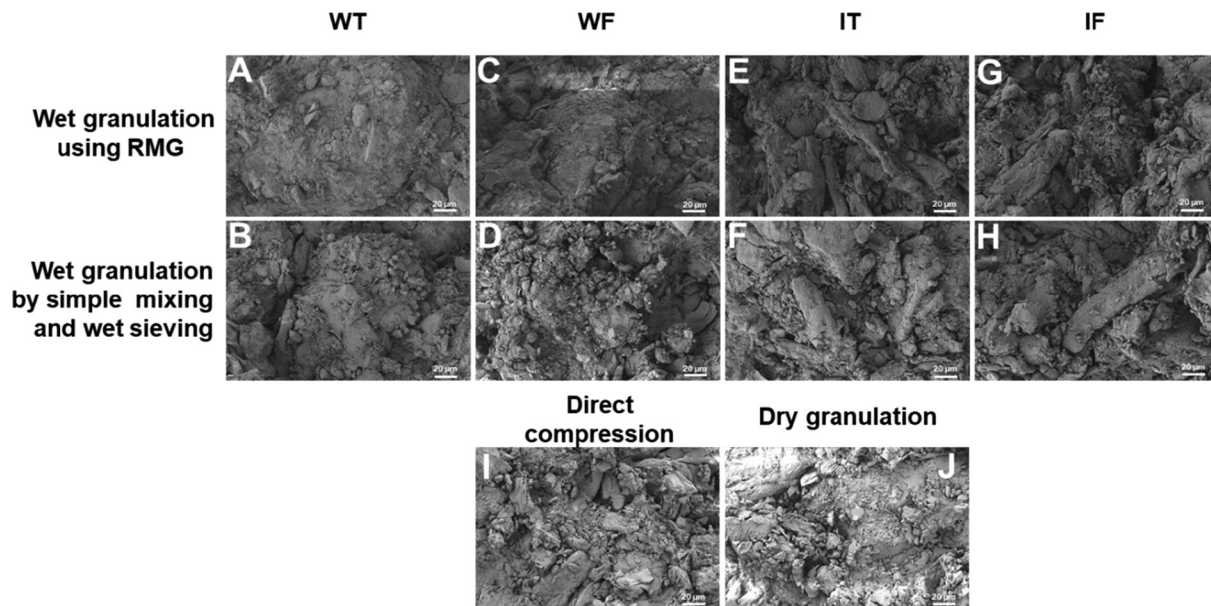 WT WF IT IF
Wet granulation
using RMG
A C E G
20 µm 20 µm 20 µm 20 µm
Wet granulation
by simple mixing
and wet sieving
B D F H
20 µm 20 µm 20 µm 20 µm
Direct
compression
Dry granulation
I J
20 µm 20 µm